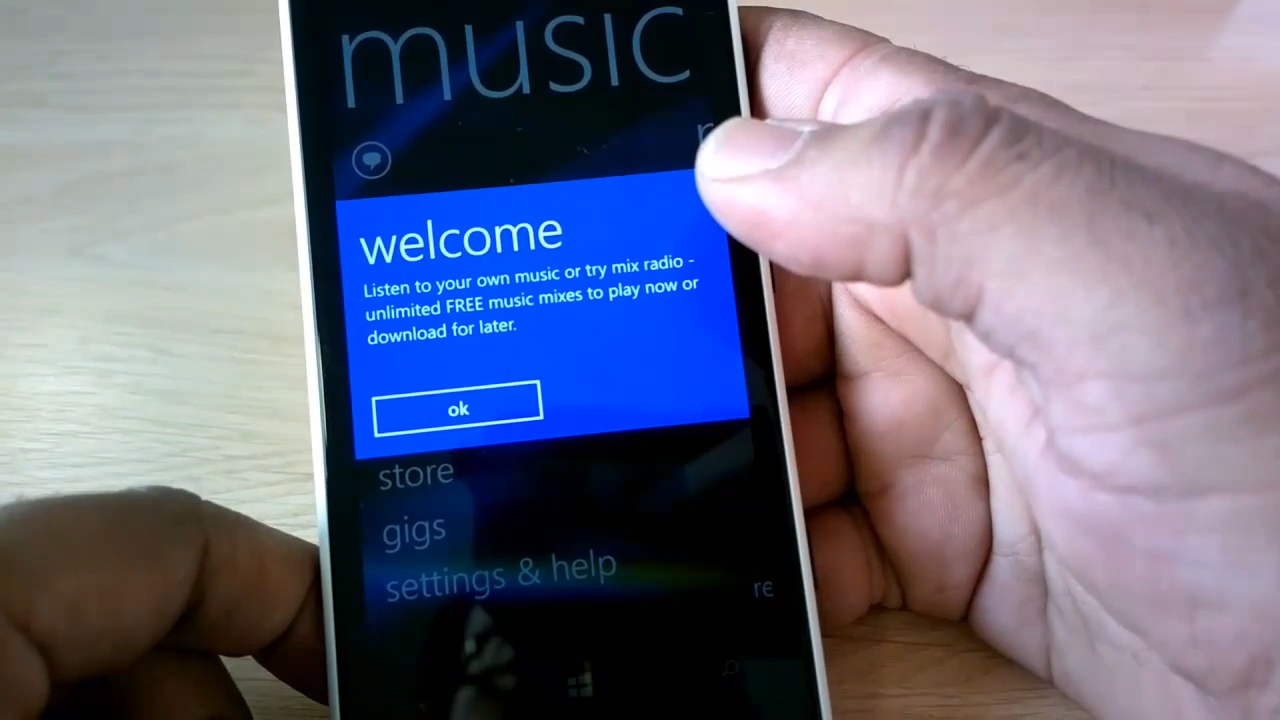 music
r
welcome
Listen to your own music or try mix radio -
unlimited FREE music mixes to play now or
download for later.
ok
store
gigs
settings & help
re